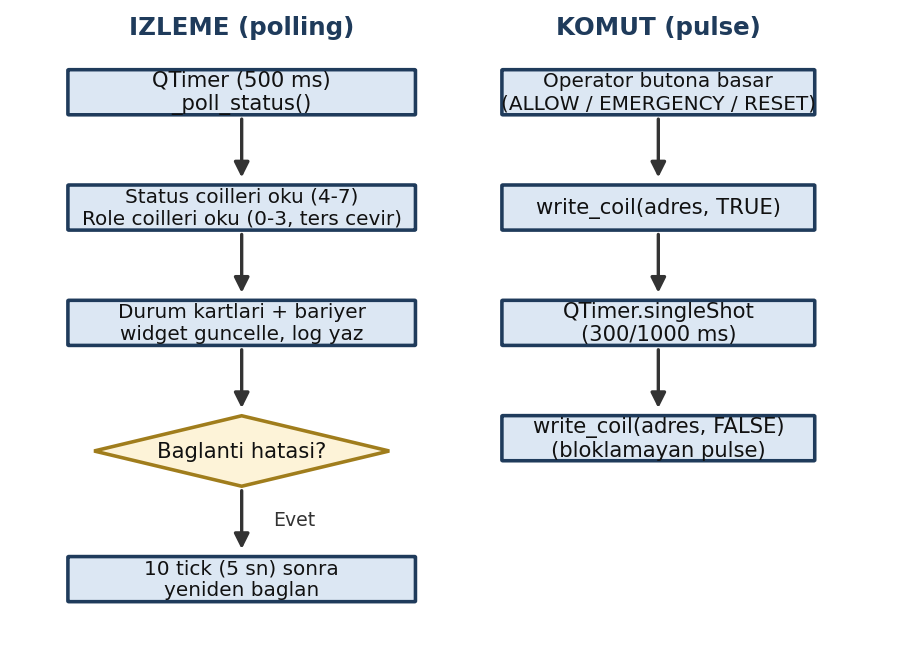 IZLEME (polling)
QTimer (500 ms)
_poll_status()
Status coilleri oku (4-7)
Role coilleri oku (0-3, ters cevir)
Durum kartlari + bariyer
widget guncelle, log yaz
Baglanti hatasi?
Evet
10 tick (5 sn) sonra
yeniden baglan
KOMUT (pulse)
Operator butona basar
(ALLOW / EMERGENCY / RESET)
write_coil(adres, TRUE)
QTimer.singleShot
(300/1000 ms)
write_coil(adres, FALSE)
(bloklamayan pulse)